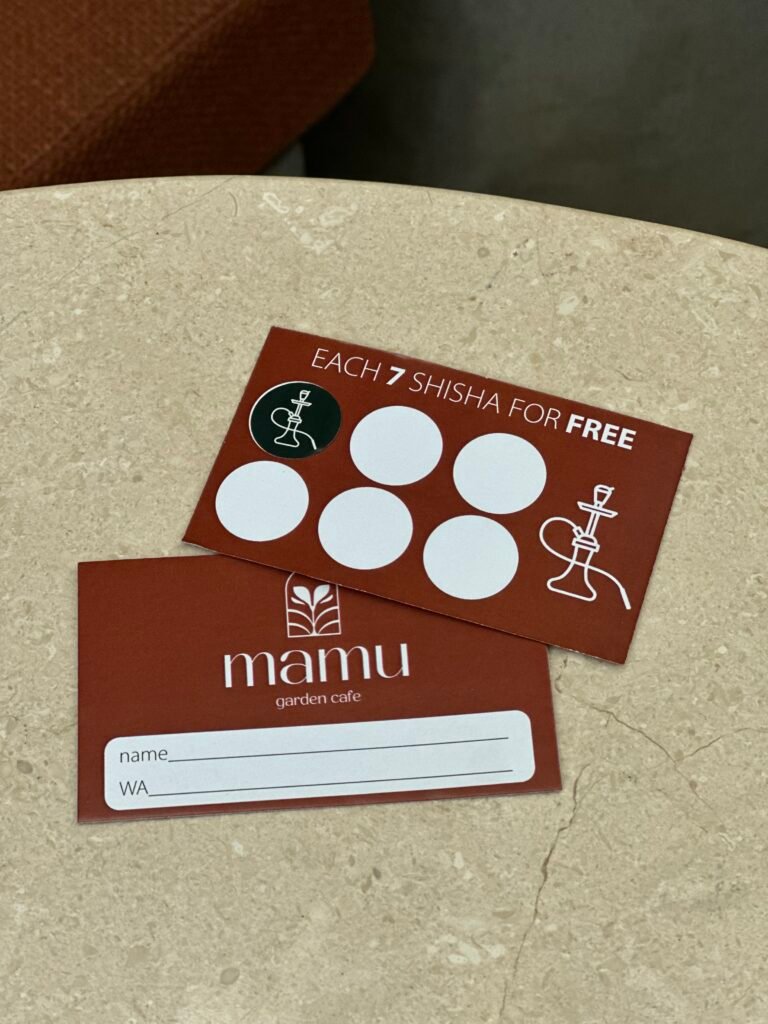 EACH 7 SHISHA FOR FREE
mamu
garden cafe
name
WA